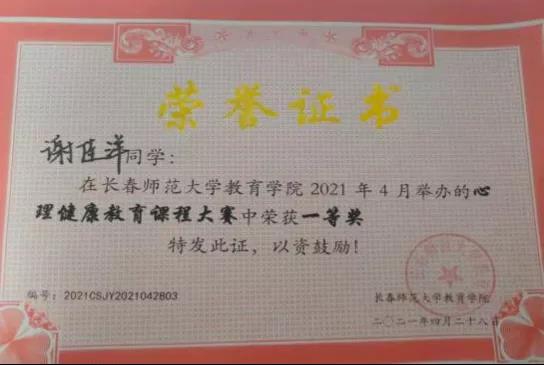 荣誉证书
谢佳洋同学:
在长春师范大学教育学院 2021 年 4 月举办的心
理健康教育课程大赛中荣获一等奖
特发此证，以资鼓励!
编号：2021CSJY2021042803
长春师范大学教育学院
二〇二一年四月二十八日